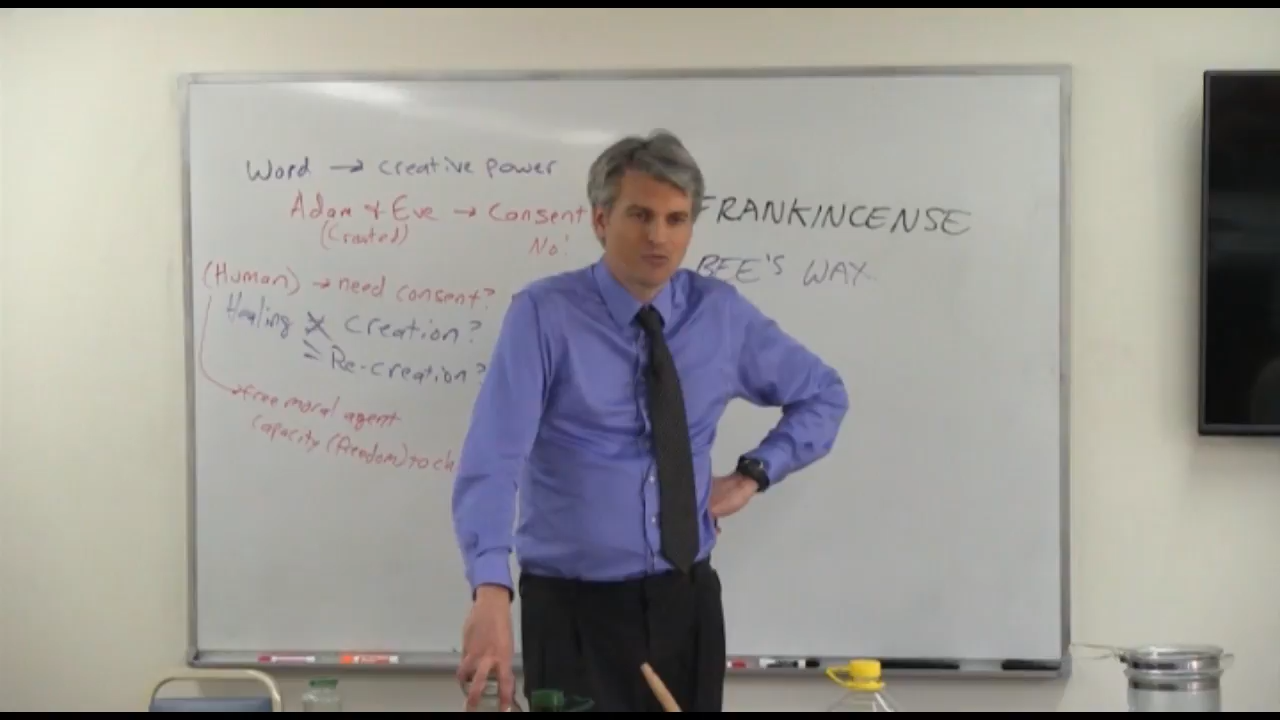 Word → creative power
Adam & Eve → Consent
(Created)
No!
(Human) → need consent?
Healing creation?
= Re-creation?
free moral agent
capacity (freedom) to ch
FRANKINCENSE
BEE'S WAX